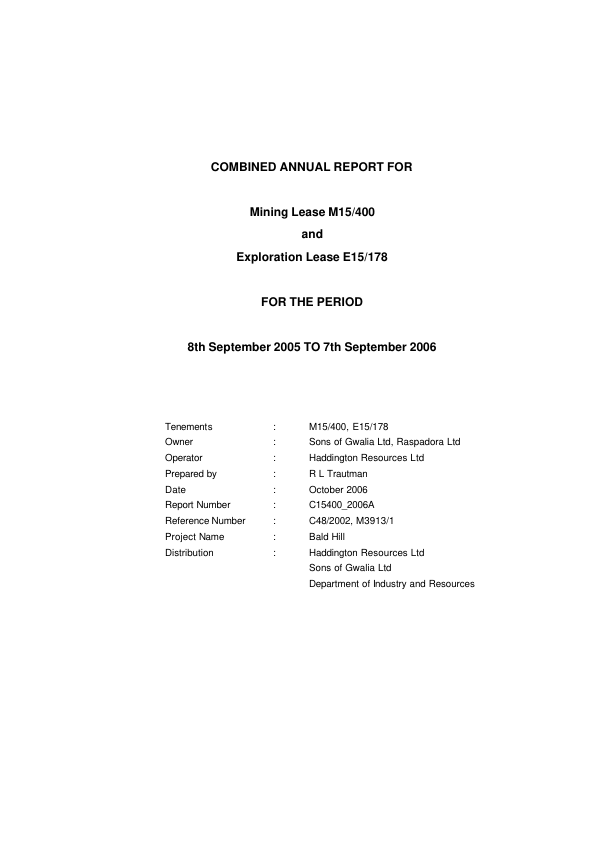 COMBINED ANNUAL REPORT FOR
Mining Lease M15/400
and
Exploration Lease E15/178
FOR THE PERIOD
8th September 2005 TO 7th September 2006
Tenements : M15/400, E15/178
Owner : Sons of Gwalia Ltd, Raspadora Ltd
Operator : Haddington Resources Ltd
Prepared by : R L Trautman
Date : October 2006
Report Number : C15400_2006A
Reference Number : C48/2002, M3913/1
Project Name : Bald Hill
Distribution : Haddington Resources Ltd
Sons of Gwalia Ltd
Department of Industry and Resources